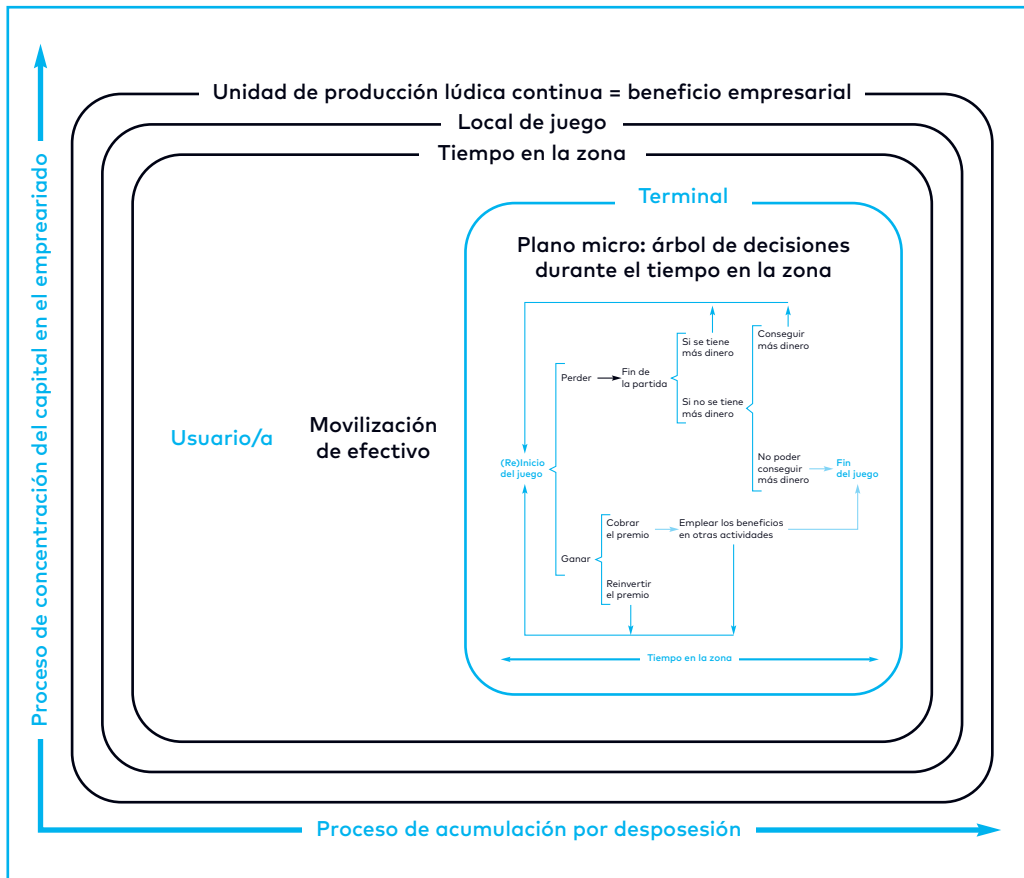 Unidad de producción lúdica continua = beneficio empresarial
Local de juego
Tiempo en la zona
Terminal
Plano micro: árbol de decisiones
durante el tiempo en la zona
Proceso de concentración del capital en el empreariado
Usuario/a
Movilización
de efectivo
(Re)Inicio
del juego
Perder
Fin de
la partida
Si se tiene
más dinero
Si no se tiene
más dinero
Conseguir
más dinero
No poder
conseguir
más dinero
Fin
del juego
Ganar
Cobrar
el premio
Emplear los beneficios
en otras actividades
Reinvertir
el premio
Tiempo en la zona
Proceso de acumulación por desposesión